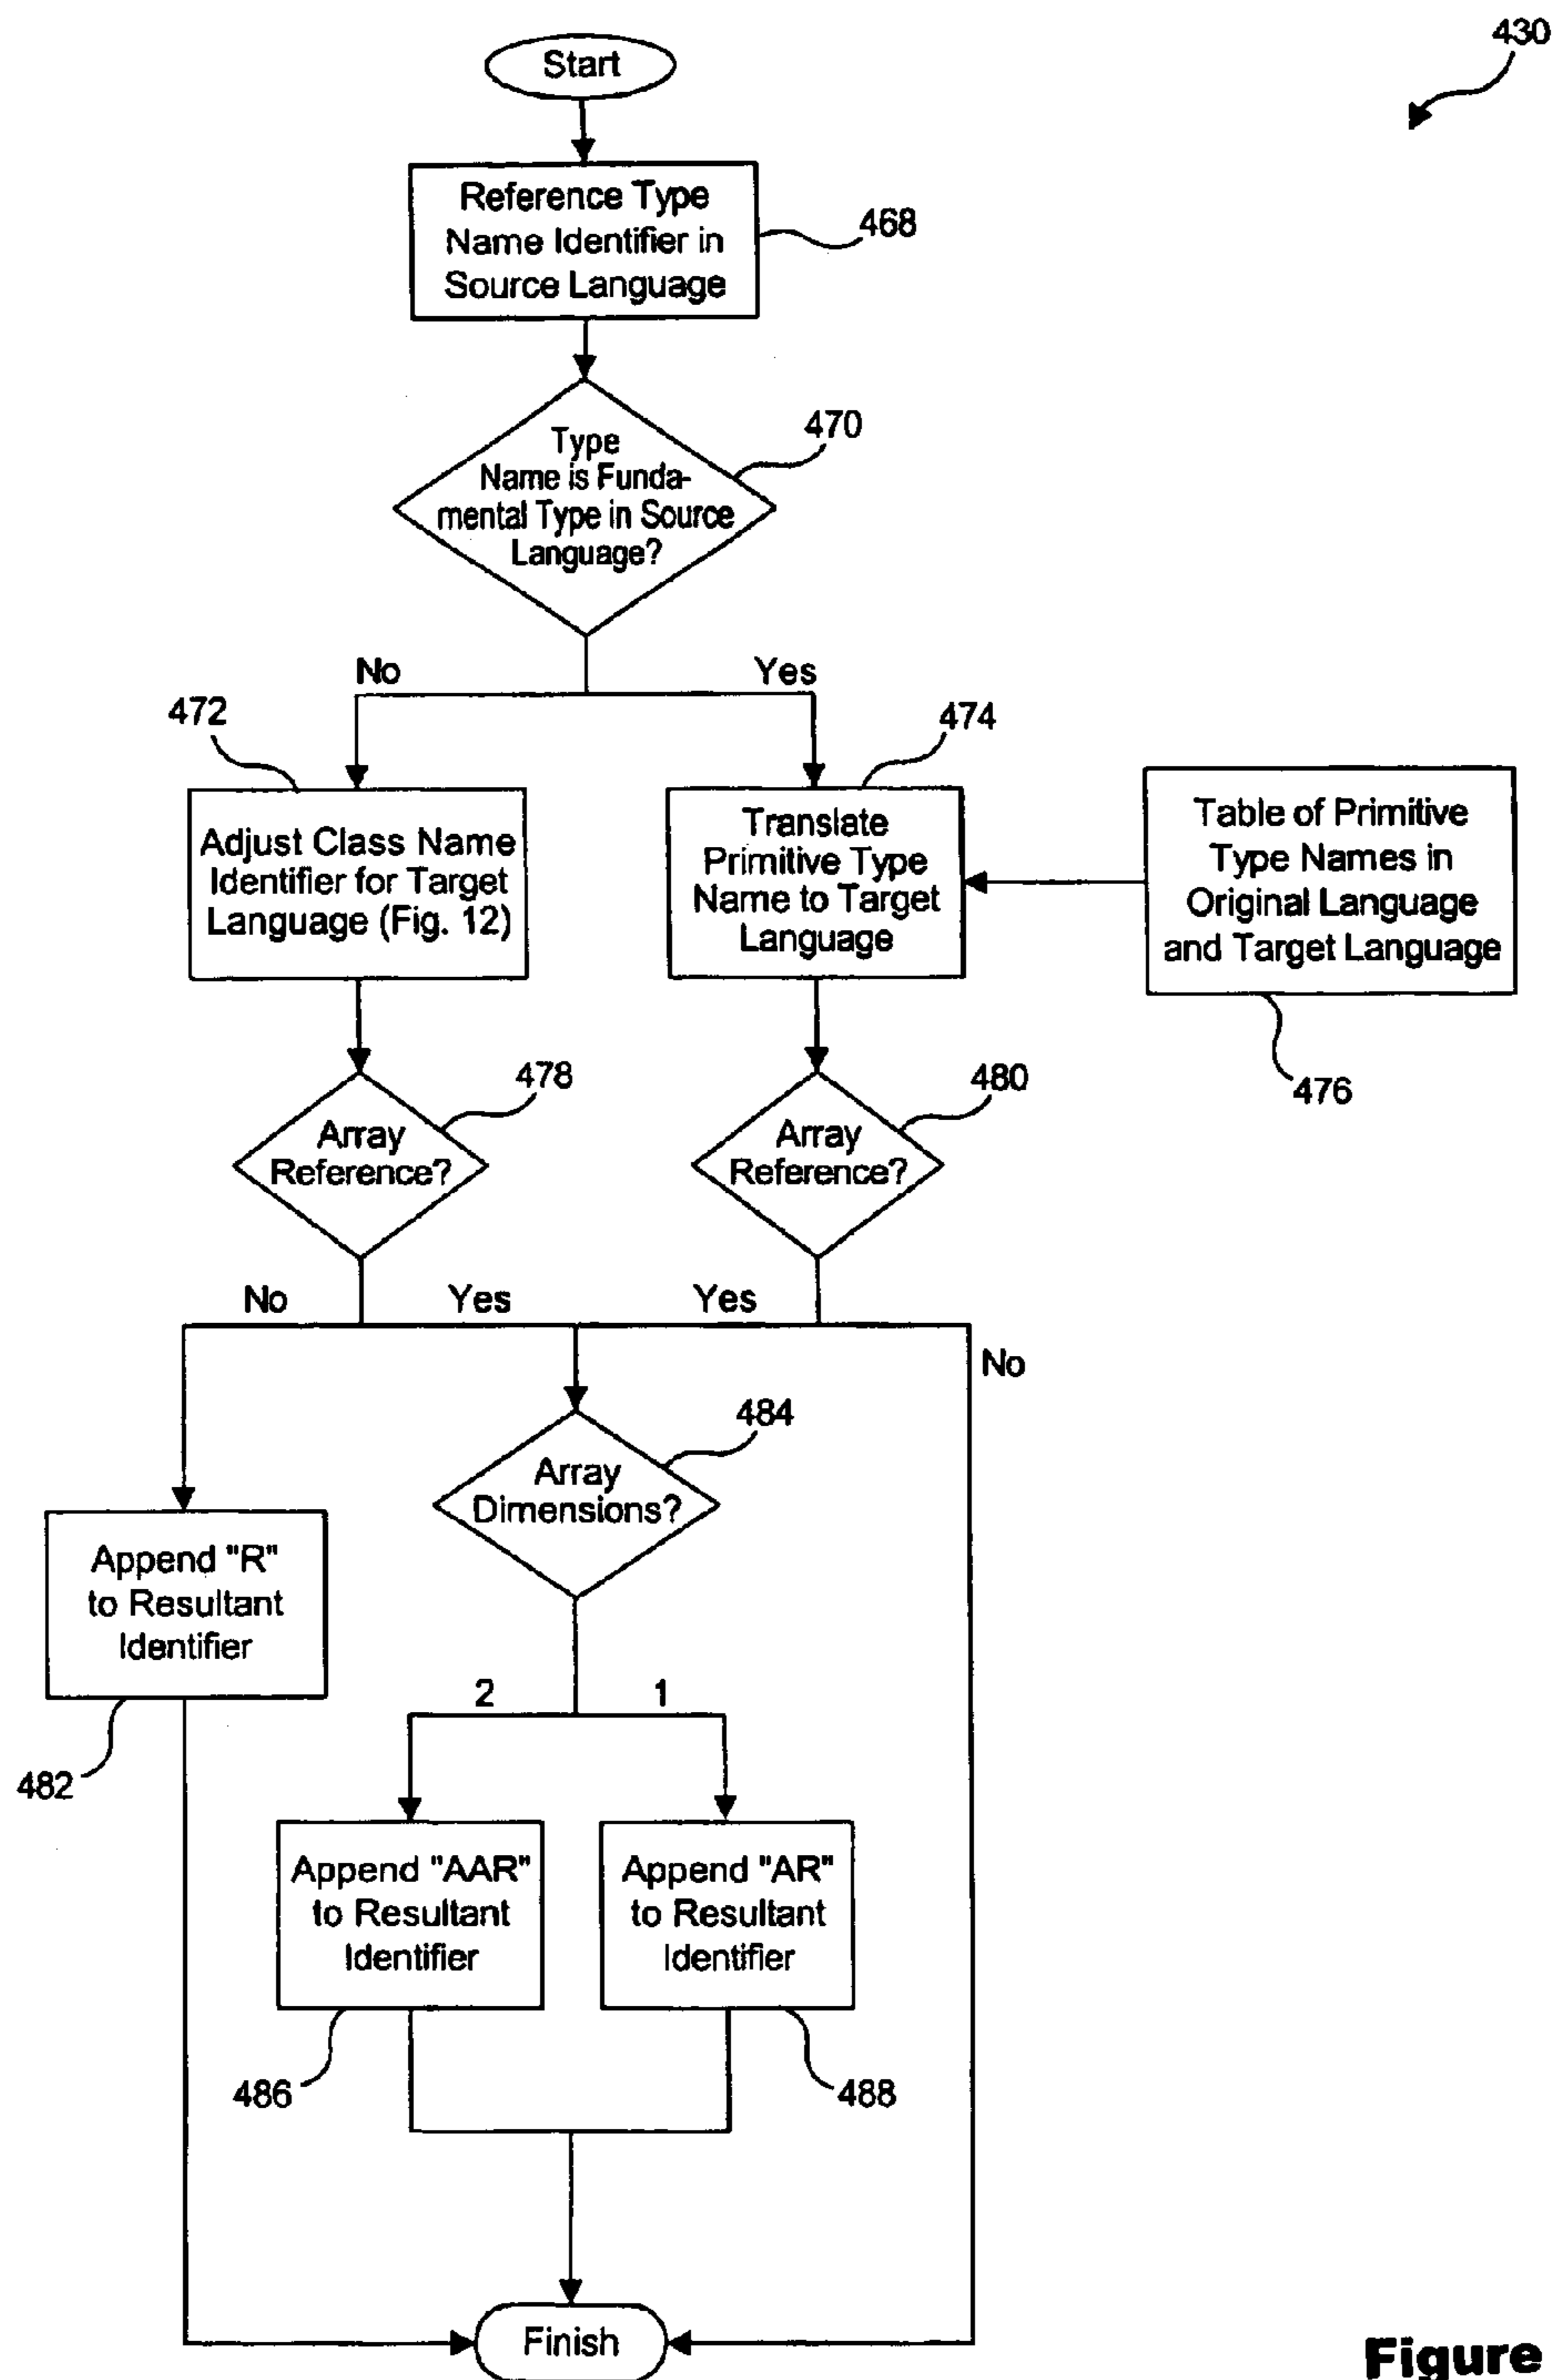 430
Start
Reference Type
Name Identifier in
Source Language
468
Type
Name is Funda-
mental Type in Source
Language?
470
No
Yes
472
474
Adjust Class Name
Identifier for Target
Language (Fig. 12)
Translate
Primitive Type
Name to Target
Language
Table of Primitive
Type Names in
Original Language
and Target Language
476
478
480
Array
Reference?
Array
Reference?
No
Yes
Yes
No
484
Array
Dimensions?
Append "R"
to Resultant
Identifier
482
2
1
Append "AAR"
to Resultant
Identifier
Append "AR"
to Resultant
Identifier
486
488
Finish
Figure